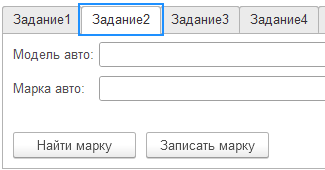 Задание1 Задание2 Задание3 Задание4
Модель авто:
Марка авто:
Найти марку Записать марку